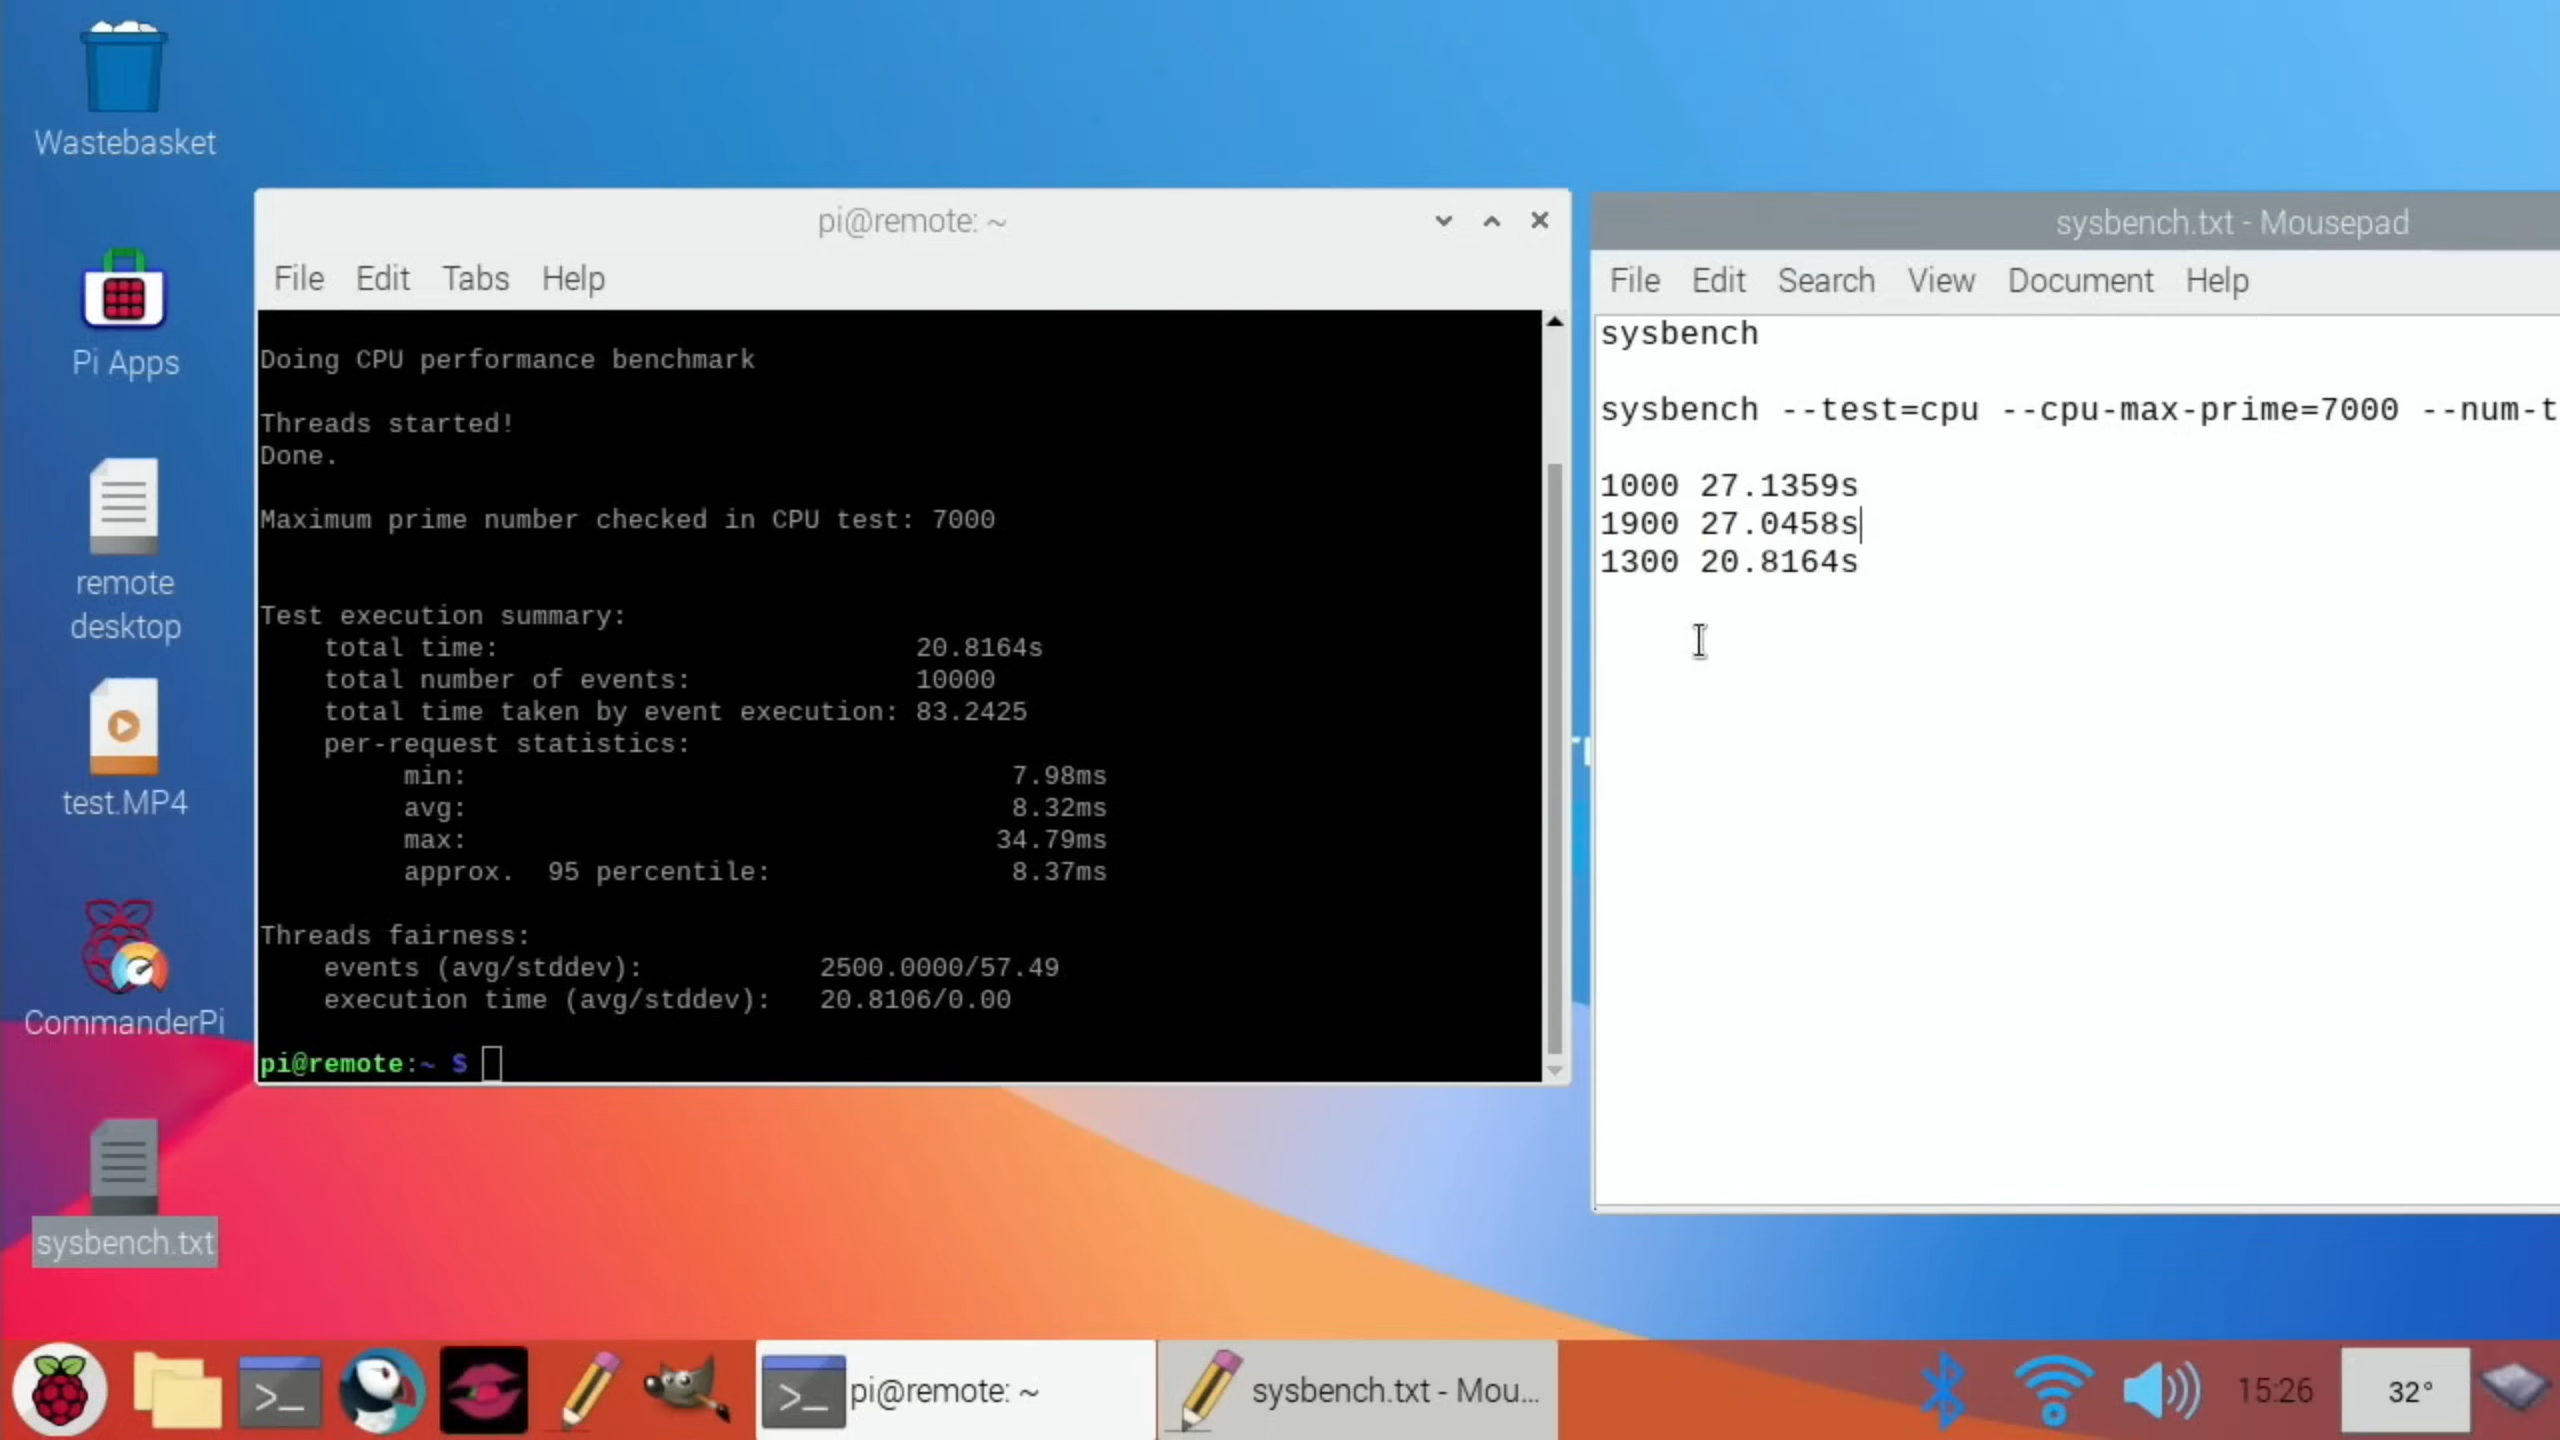 Wastebasket
Pi Apps
remote
desktop
test.MP4
CommanderPi
sysbench.txt
pi@remote: ~
File Edit Tabs Help
Doing CPU performance benchmark
Threads started!
Done.
Maximum prime number checked in CPU test: 7000
Test execution summary:
total time: 20.8164s
total number of events: 10000
total time taken by event execution: 83.2425
per-request statistics:
min: 7.98ms
avg: 8.32ms
max: 34.79ms
approx. 95 percentile: 8.37ms
Threads fairness:
events (avg/stddev): 2500.0000/57.49
execution time (avg/stddev): 20.8106/0.00
pi@remote:~ $
sysbench.txt - Mousepad
File Edit Search View Document Help
sysbench
sysbench --test=cpu --cpu-max-prime=7000 --num-t
1000 27.1359s
1900 27.0458s
1300 20.8164s
pi@remote: ~
sysbench.txt - Mou...
15:26
32°